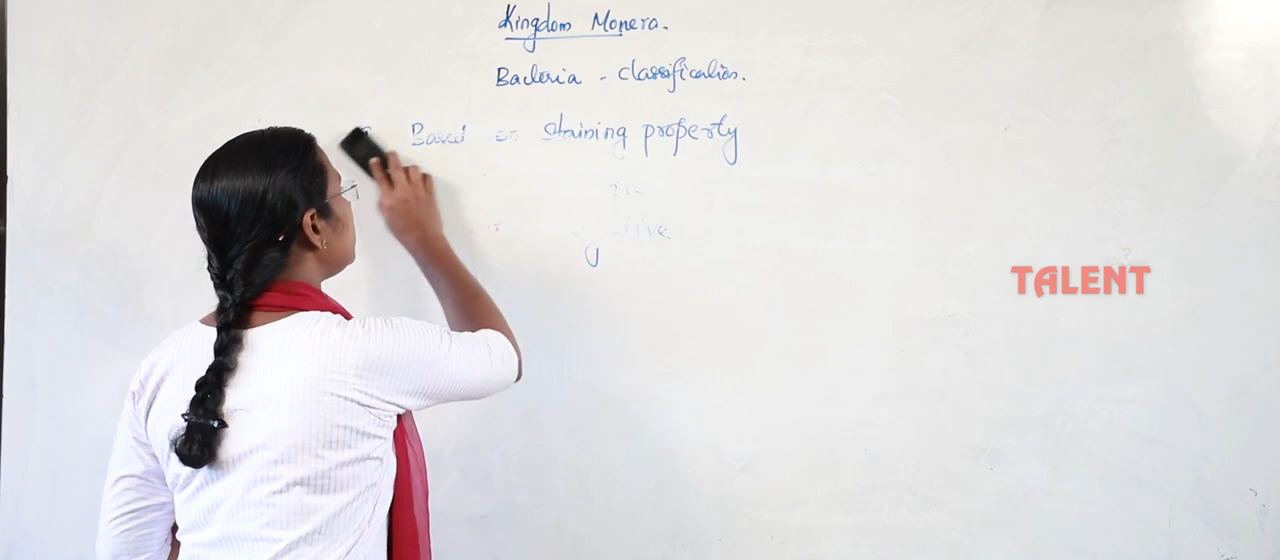 Kingdom Monera.
Bacteria - classification.
Based on staining property
TALENT